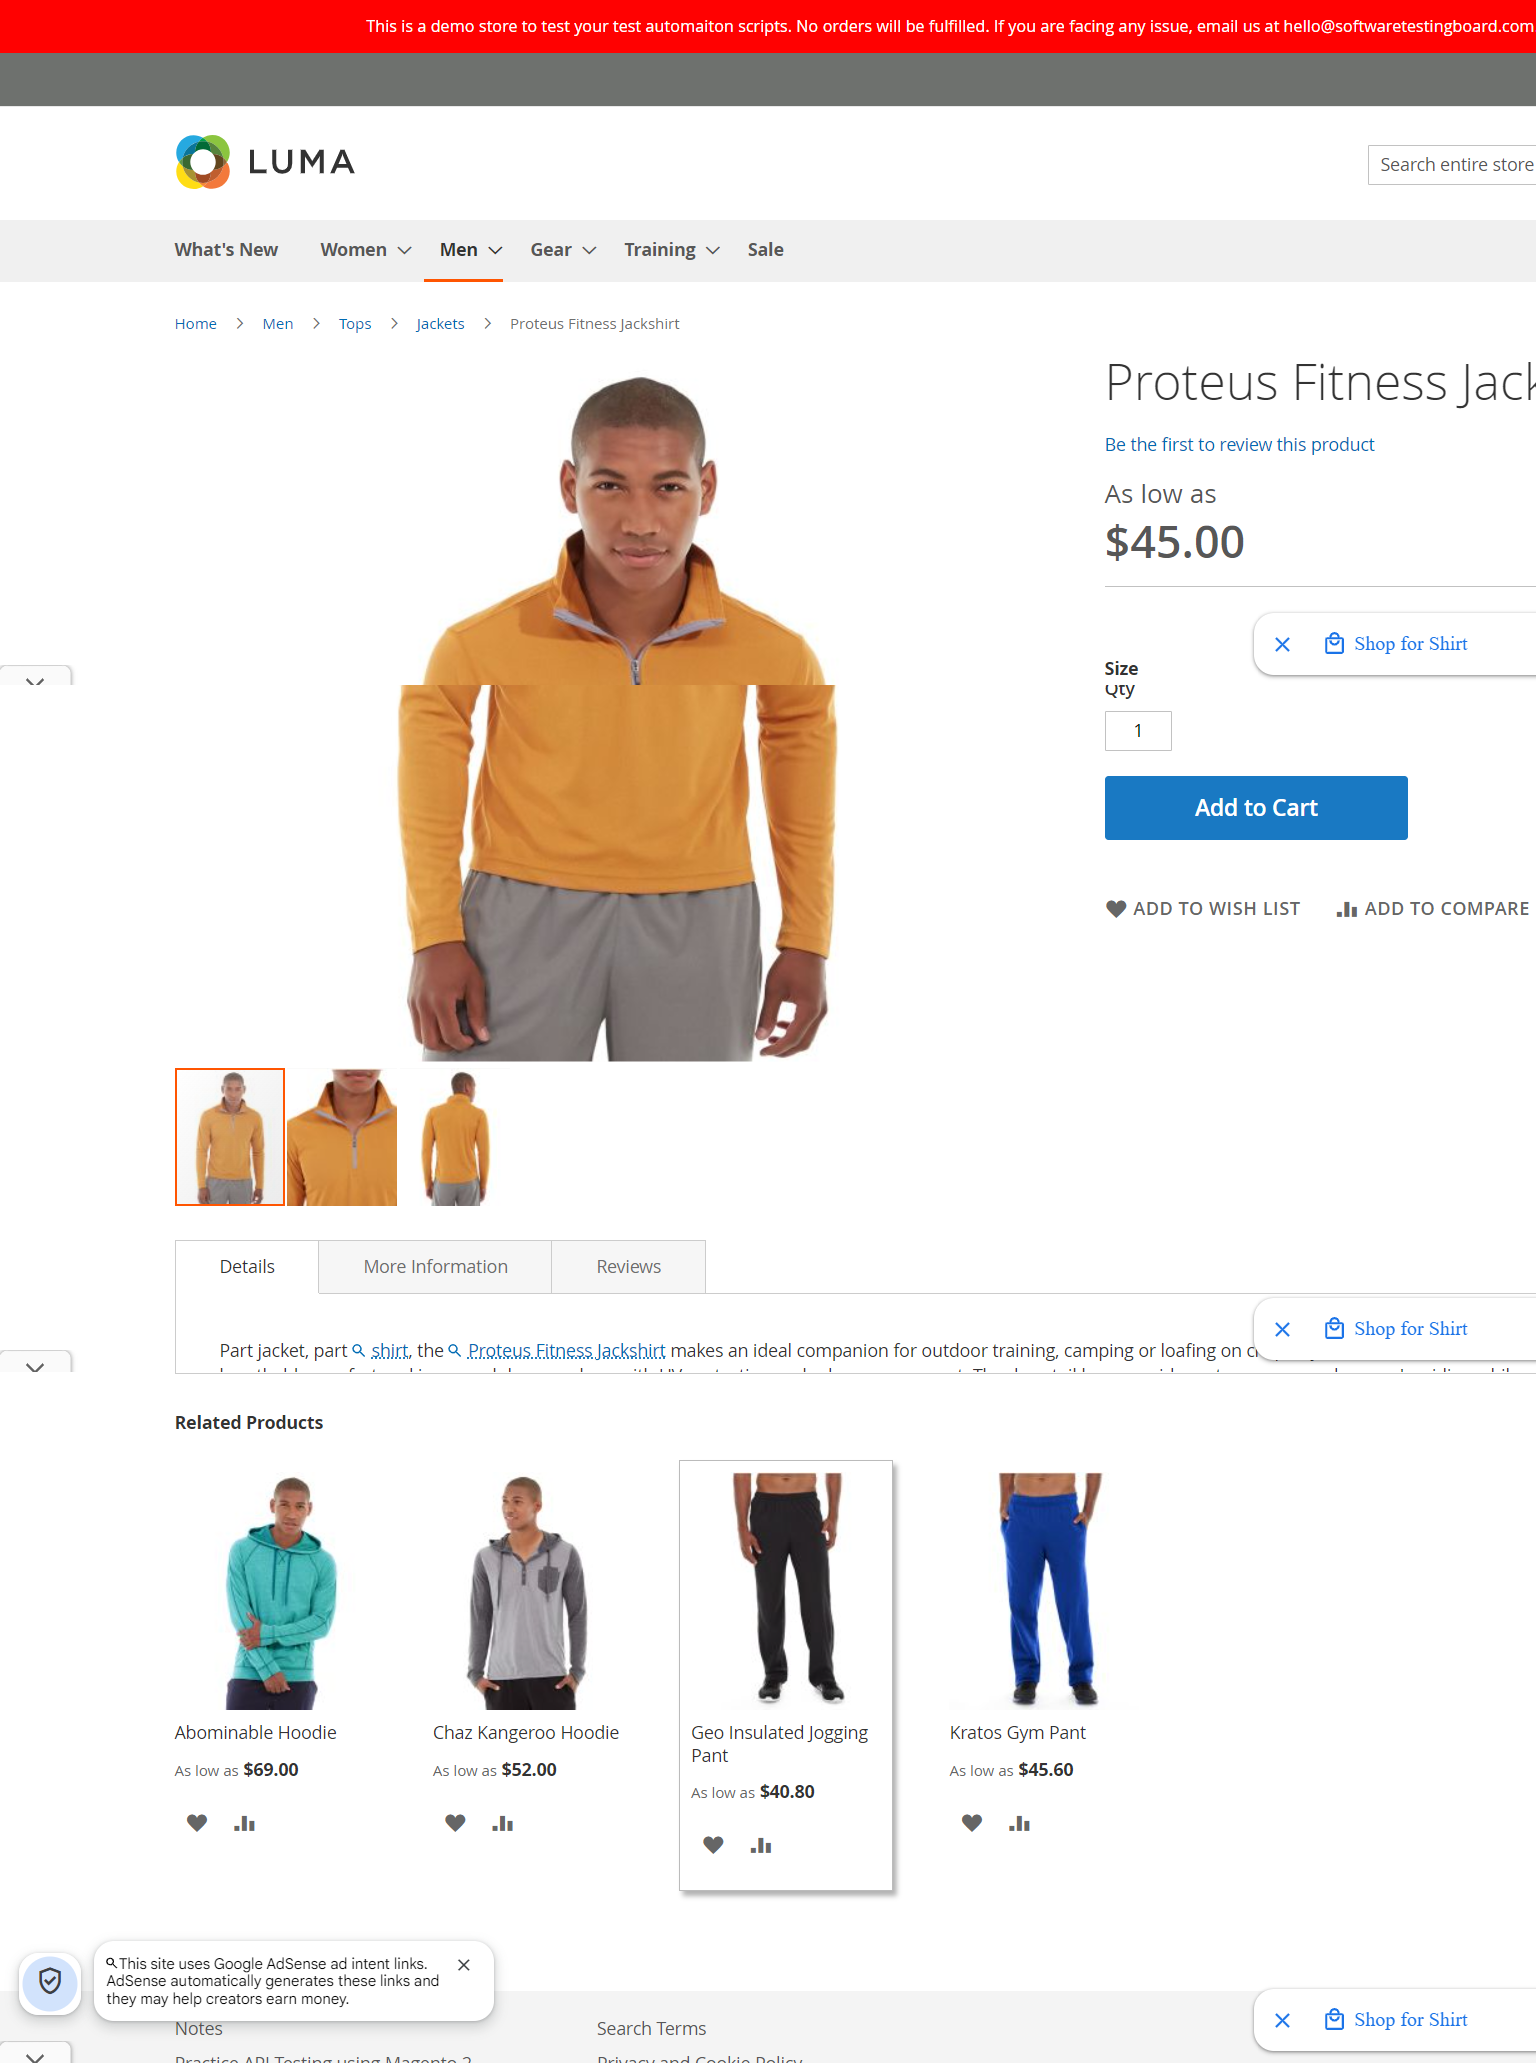 This is a demo store to test your test automaiton scripts. No orders will be fulfilled. If you are facing any issue, email us at hello@softwaretestingboard.com
LUMA
Search entire store
What's New
Women
Men
Gear
Training
Sale
Home
Men
Tops
Jackets
Proteus Fitness Jackshirt
Proteus Fitness Jack
Be the first to review this product
As low as
$45.00
Shop for Shirt
Size
Qty
1
Add to Cart
ADD TO WISH LIST
ADD TO COMPARE
Details
More Information
Reviews
Shop for Shirt
Part jacket, part shirt, the Proteus Fitness Jackshirt makes an ideal companion for outdoor training, camping or loafing on
Related Products
Abominable Hoodie
As low as $69.00
Chaz Kangeroo Hoodie
As low as $52.00
Geo Insulated Jogging
Pant
As low as $40.80
Kratos Gym Pant
As low as $45.60
This site uses Google AdSense ad intent links.
AdSense automatically generates these links and
they may help creators earn money.
Notes
Search Terms
Shop for Shirt
Practice API Testing using Magento 2
Privacy and Cookie Policy